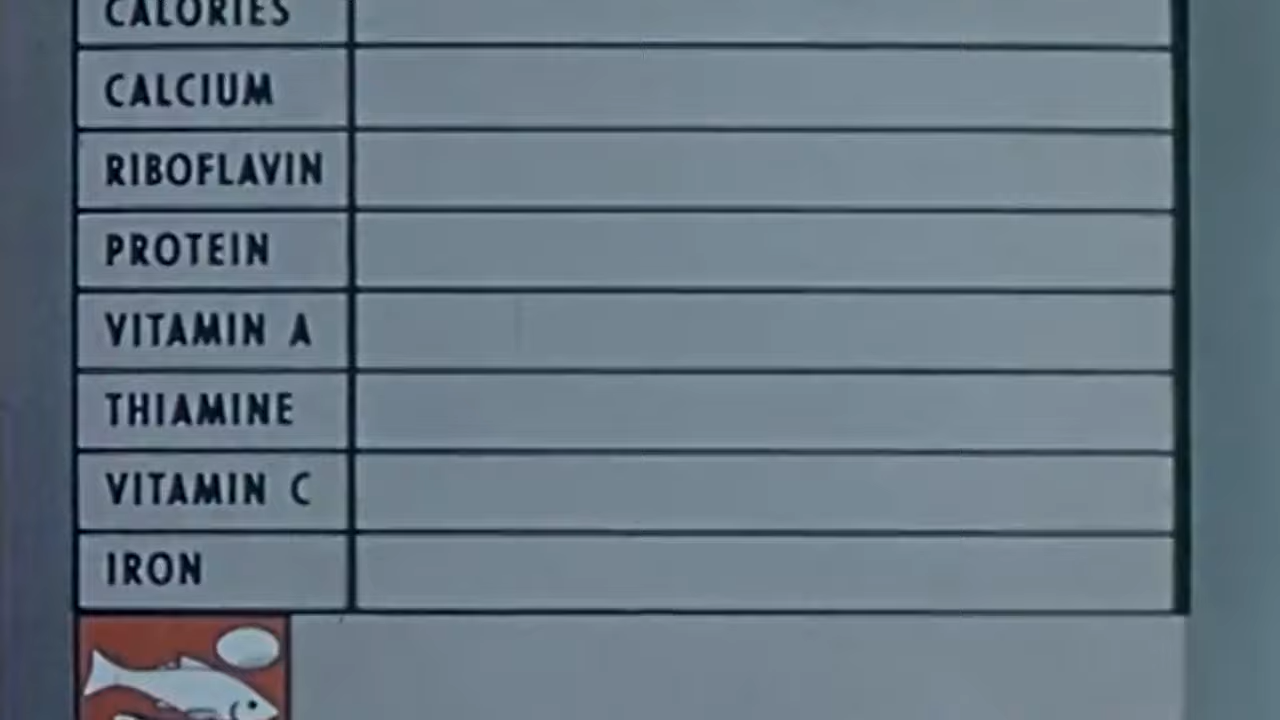 CALORIES
CALCIUM
RIBOFLAVIN
PROTEIN
VITAMIN A
THIAMINE
VITAMIN C
IRON